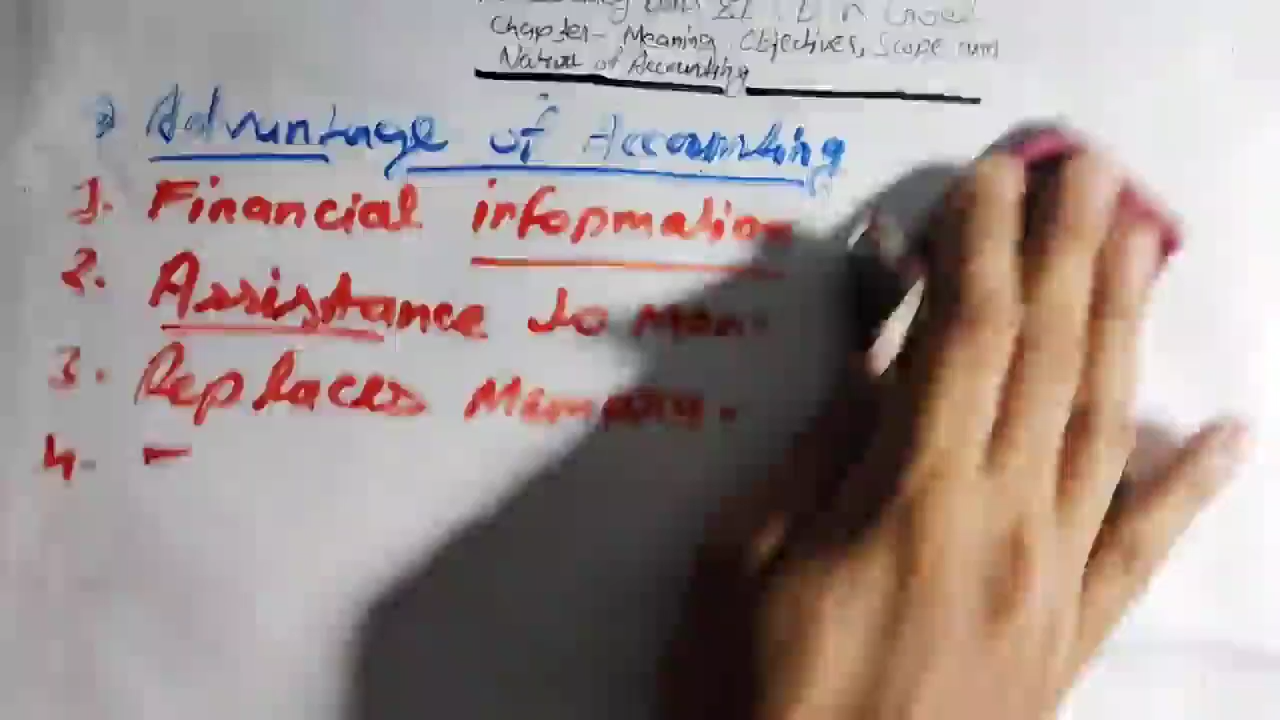 Chapter- Meaning, Objectives, Scope and
Nature of Accounting
Advantage of Accounting
1. Financial information
2. Assistance to
3. Replaces Memory.
4. -